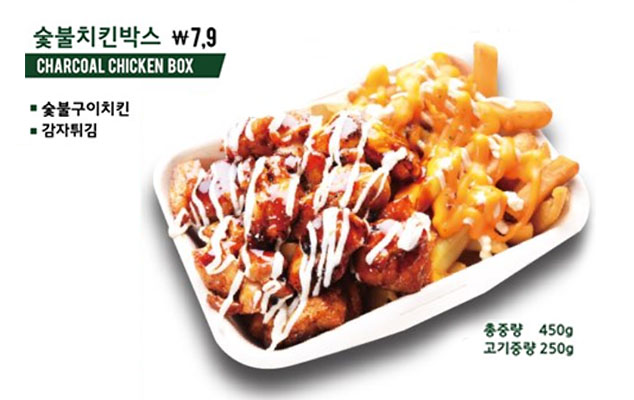 숯불치킨박스 ₩7,9
CHARCOAL CHICKEN BOX
▪ 숯불구이치킨
▪ 감자튀김
총중량 450g
고기중량 250g